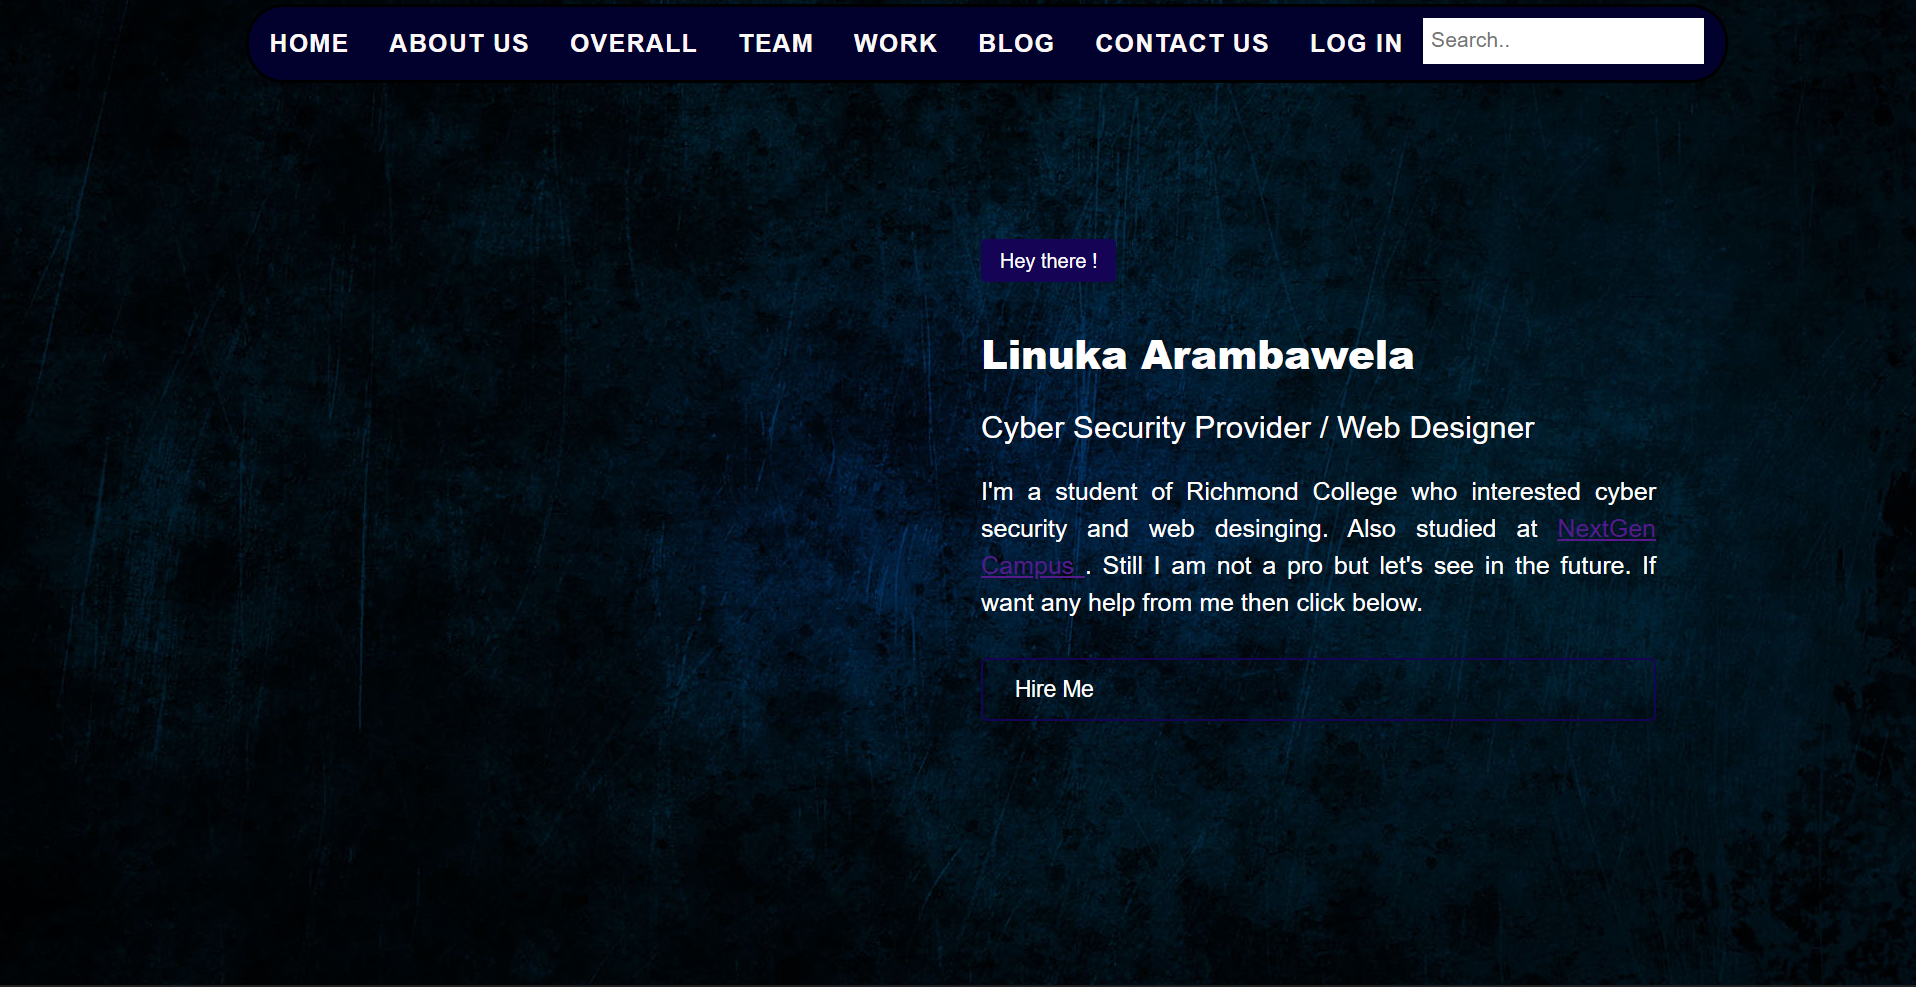 HOME ABOUT US OVERALL TEAM WORK BLOG CONTACT US LOG IN Search..
Hey there !
Linuka Arambawela
Cyber Security Provider / Web Designer
I'm a student of Richmond College who interested cyber
security and web desinging. Also studied at NextGen
Campus . Still I am not a pro but let's see in the future. If
want any help from me then click below.
Hire Me